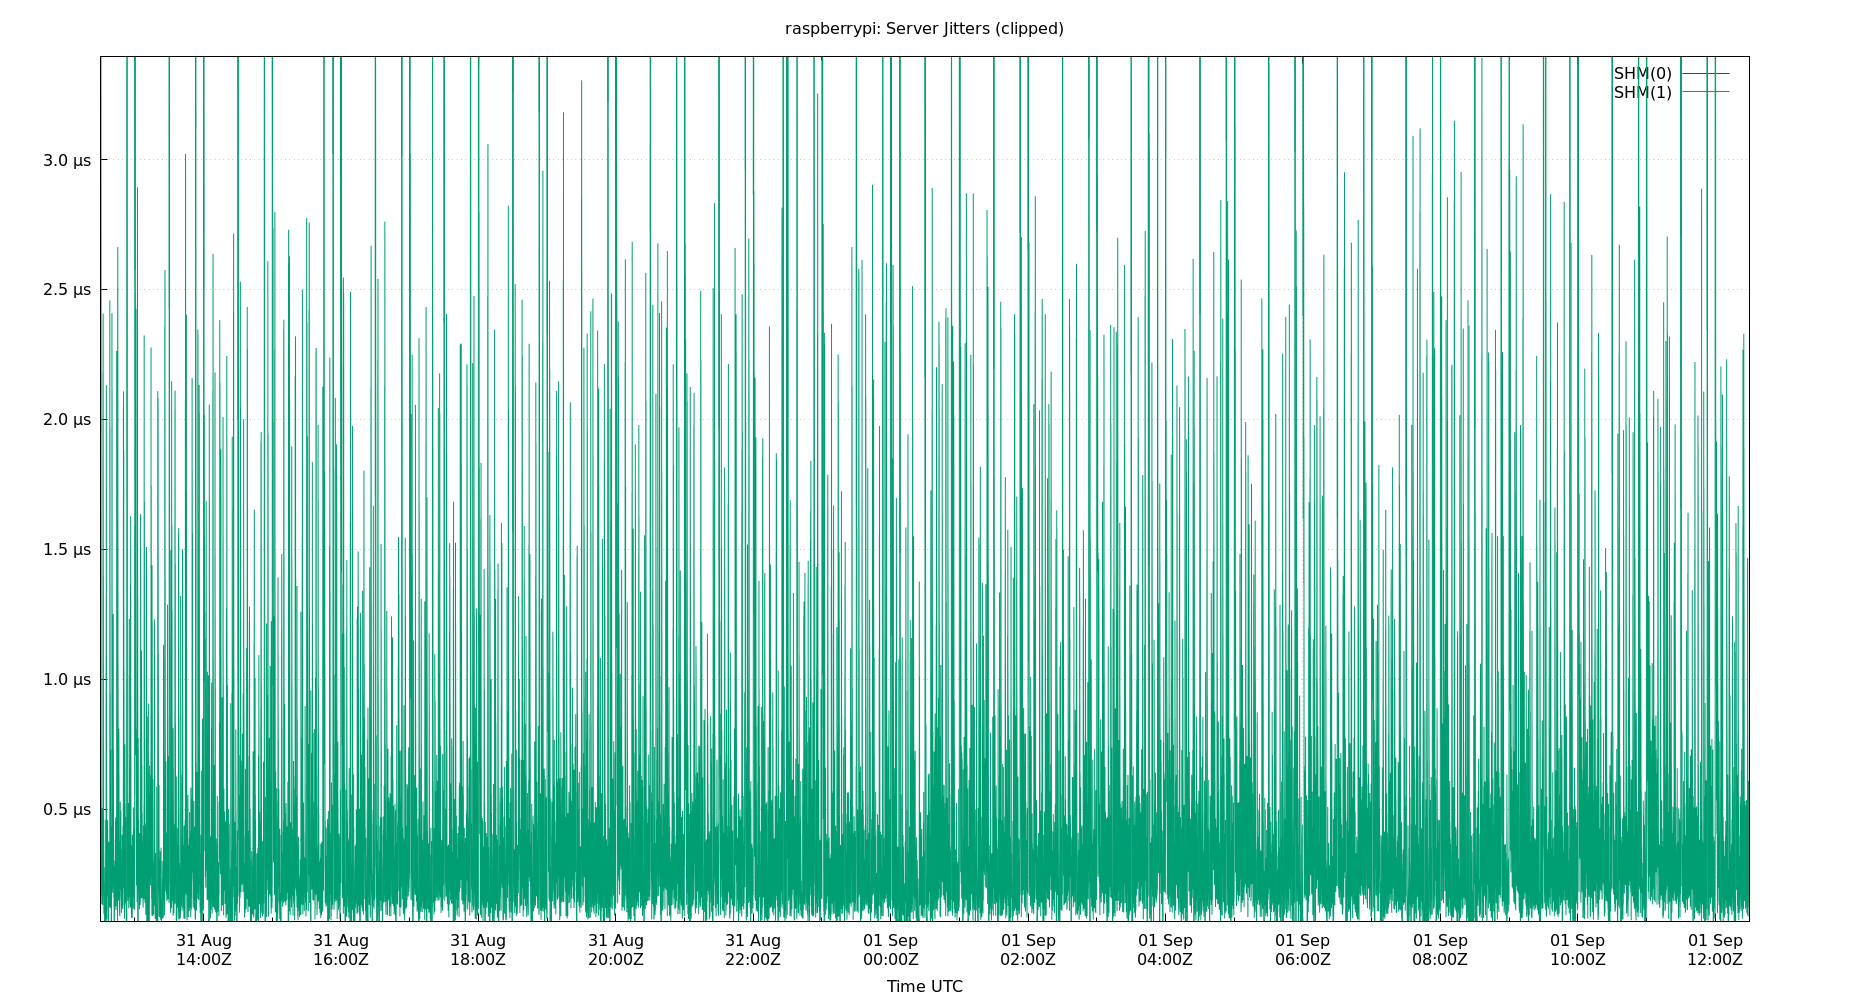 raspberrypi: Server Jitters (clipped)
SHM(0)
SHM(1)
3.0 μs
2.5 μs
2.0 μs
1.5 μs
1.0 μs
0.5 μs
31 Aug 31 Aug 31 Aug 31 Aug 31 Aug 01 Sep 01 Sep 01 Sep 01 Sep 01 Sep 01 Sep 01 Sep
14:00Z 16:00Z 18:00Z 20:00Z 22:00Z 00:00Z 02:00Z 04:00Z 06:00Z 08:00Z 10:00Z 12:00Z
Time UTC